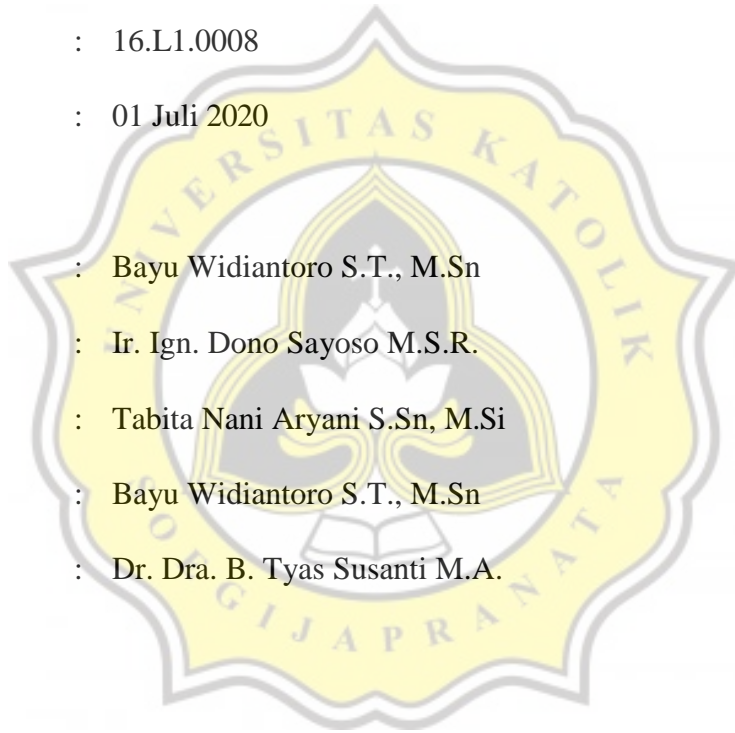 : 16.L1.0008
: 01 Juli 2020
: Bayu Widiantoro S.T., M.Sn
: Ir. Ign. Dono Sayoso M.S.R.
: Tabita Nani Aryani S.Sn, M.Si
: Bayu Widiantoro S.T., M.Sn
: Dr. Dra. B. Tyas Susanti M.A.
UNIVERSITAS KATOLIK
SOEGIJAPRANATA